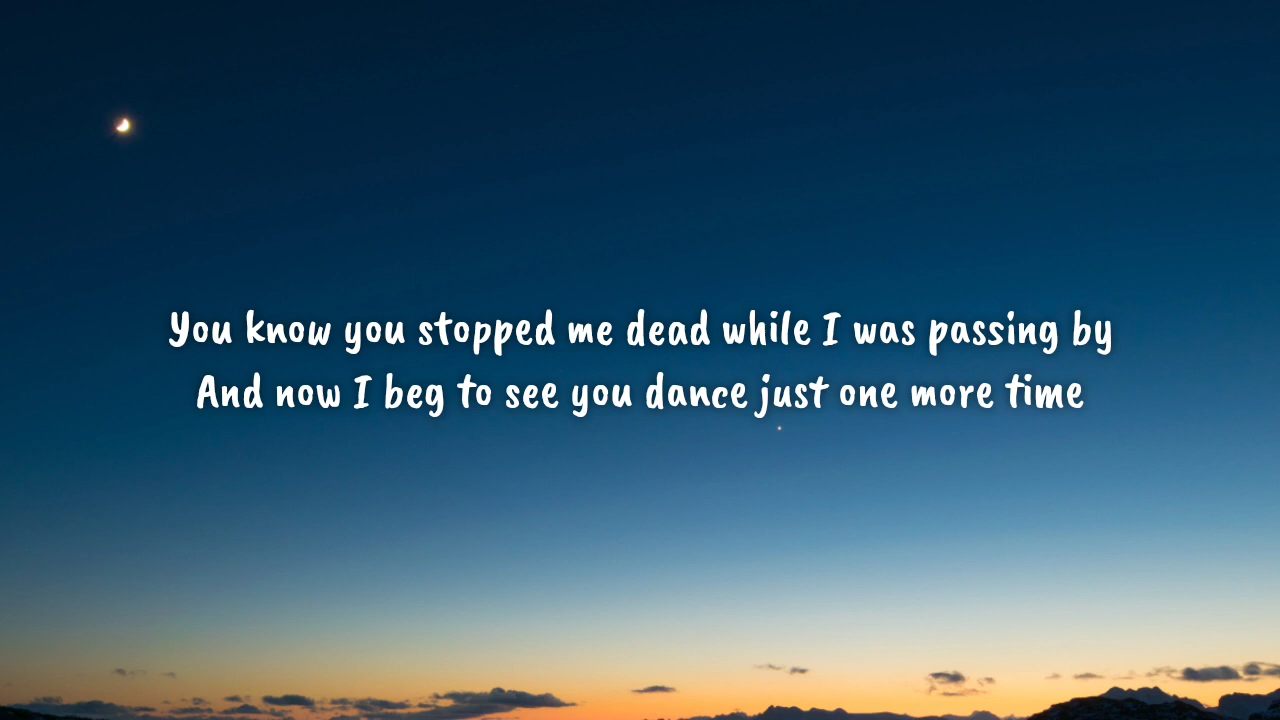 You know you stopped me dead while I was passing by
And now I beg to see you dance just one more time